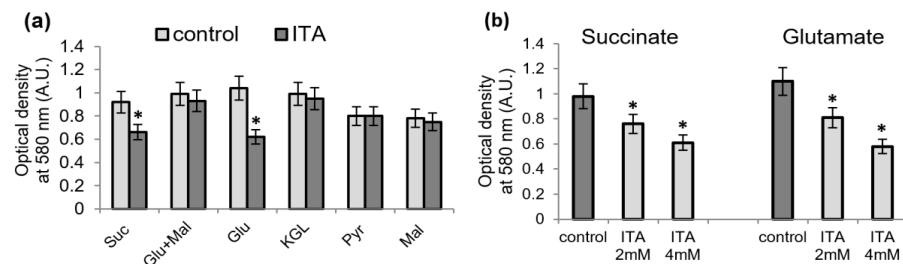 (a)
control
ITA
Optical density
at 580 nm (A.U.)
1.4
1.2
1
0.8
0.6
0.4
0.2
0
*
*
Suc
Glu+Mal
Glu
KGL
Pyr
Mal
(b)
Succinate
Glutamate
Optical density
at 580 nm (A.U.)
1.4
1.2
1
0.8
0.6
0.4
0.2
0
*
*
*
*
control
ITA
2mM
ITA
4mM
control
ITA
2mM
ITA
4mM